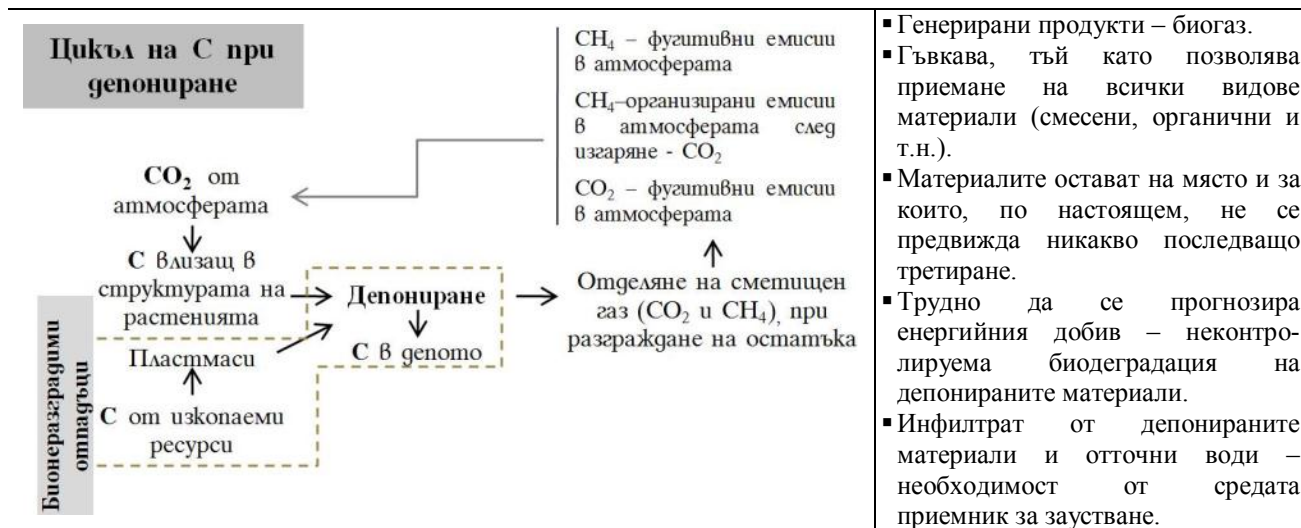 Цикъл на С при
депониране
CH₄ – фугитивни емисии
в атмосферата
CH₄–организирани емисии
в атмосферата след
изгаряне - CO₂
CO₂ – фугитивни емисии
в атмосферата
CO₂ от
атмосферата
С влизащ в
структурата на
растенията
Депониране
С в депото
Отделяне на сметищен
газ (CO₂ и CH₄), при
разграждане на остатъка
Пластмаси
С от изкопаеми
ресурси
Бионеразградими
отпадъци
▪ Генерирани продукти – биогаз.
▪ Гъвкава, тъй като позволява
приемане на всички видове
материали (смесени, органични и
т.н.).
▪ Материалите остават на място и за
които, по настоящем, не се
предвижда никакво последващо
третиране.
▪ Трудно да се прогнозира
енергийния добив – неконтро-
лируема биодеградация на
депонираните материали.
▪ Инфилтрат от депонираните
материали и отточни води –
необходимост от средата
приемник за заустване.